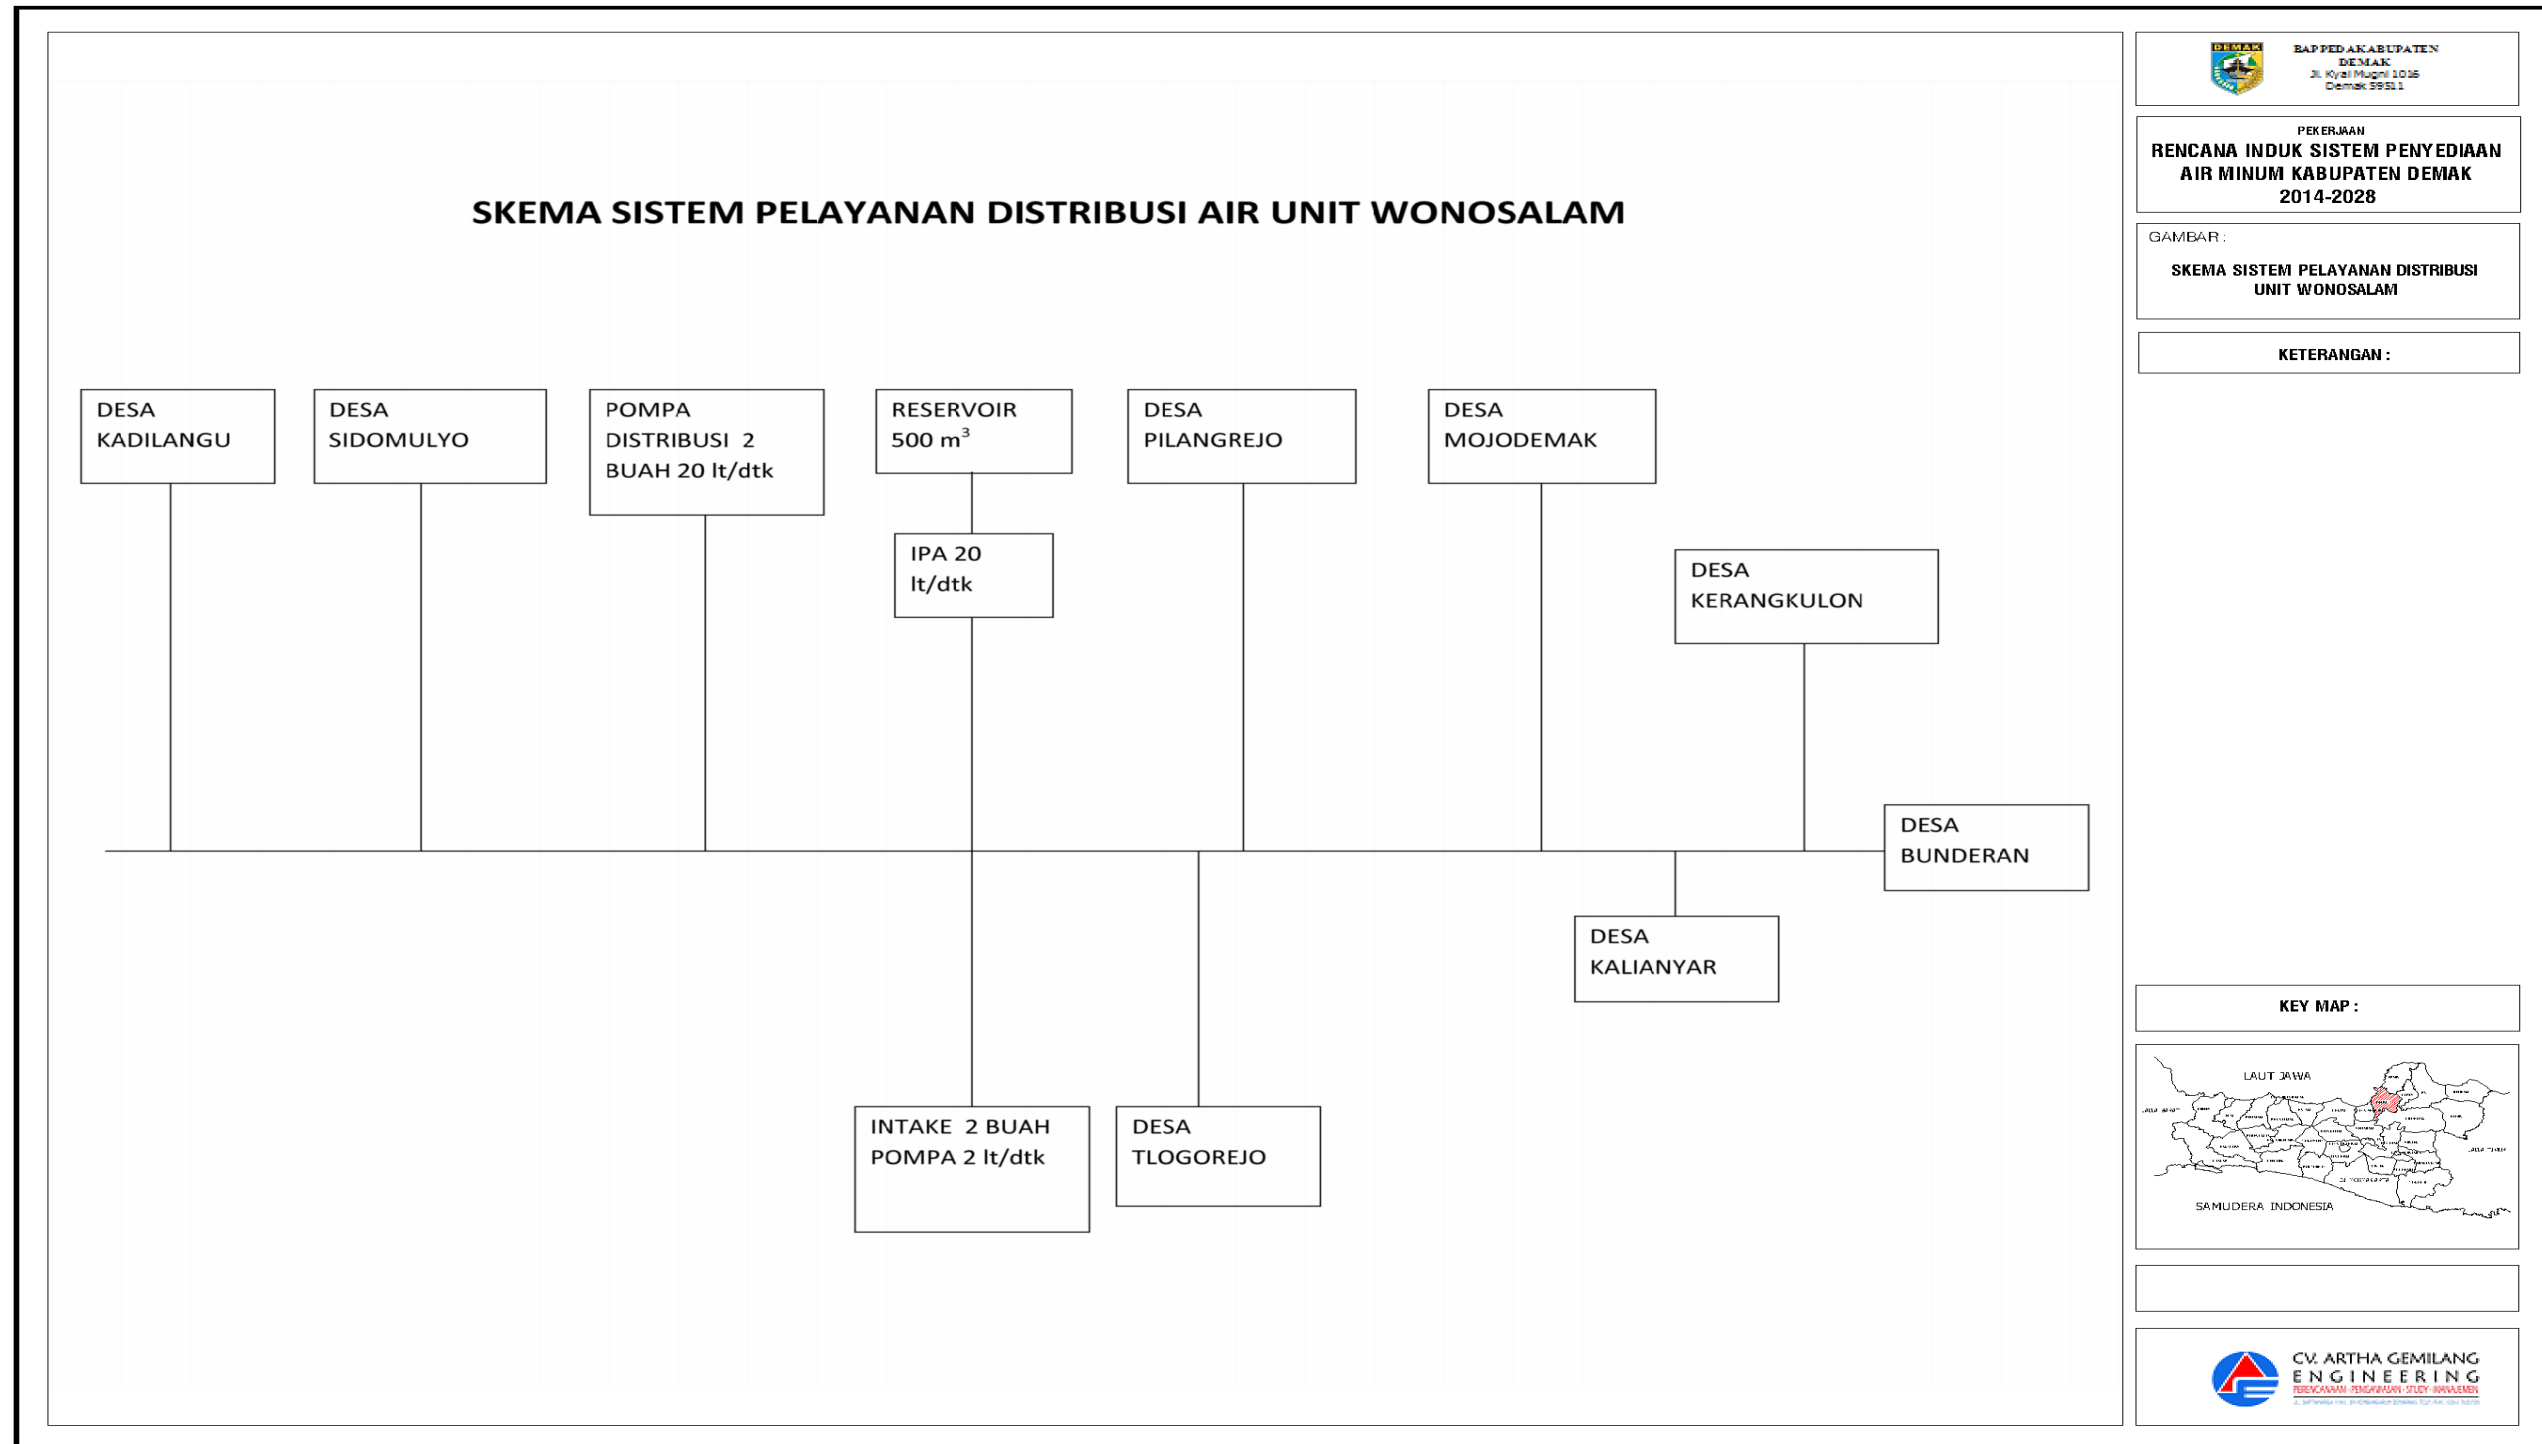 SKEMA SISTEM PELAYANAN DISTRIBUSI AIR UNIT WONOSALAM
DESA
KADILANGU
DESA
SIDOMULYO
POMPA
DISTRIBUSI 2
BUAH 20 lt/dtk
RESERVOIR
500 m³
IPA 20
lt/dtk
DESA
PILANGREJO
DESA
MOJODEMAK
DESA
KERANGKULON
DESA
BUNDERAN
DESA
KALIANYAR
INTAKE 2 BUAH
POMPA 2 lt/dtk
DESA
TLOGOREJO
DEMAK
BAPPEDA KABUPATEN
DEMAK
Jl. Kyai Mugni 1016
Demak 59511
PEKERJAAN
RENCANA INDUK SISTEM PENYEDIAAN
AIR MINUM KABUPATEN DEMAK
2014-2028
GAMBAR :
SKEMA SISTEM PELAYANAN DISTRIBUSI
UNIT WONOSALAM
KETERANGAN :
KEY MAP :
LAUT JAWA
SAMUDERA INDONESIA
CV. ARTHA GEMILANG
ENGINEERING
PERENCANAAN - PENGAWASAN - STUDY - MANAJEMEN